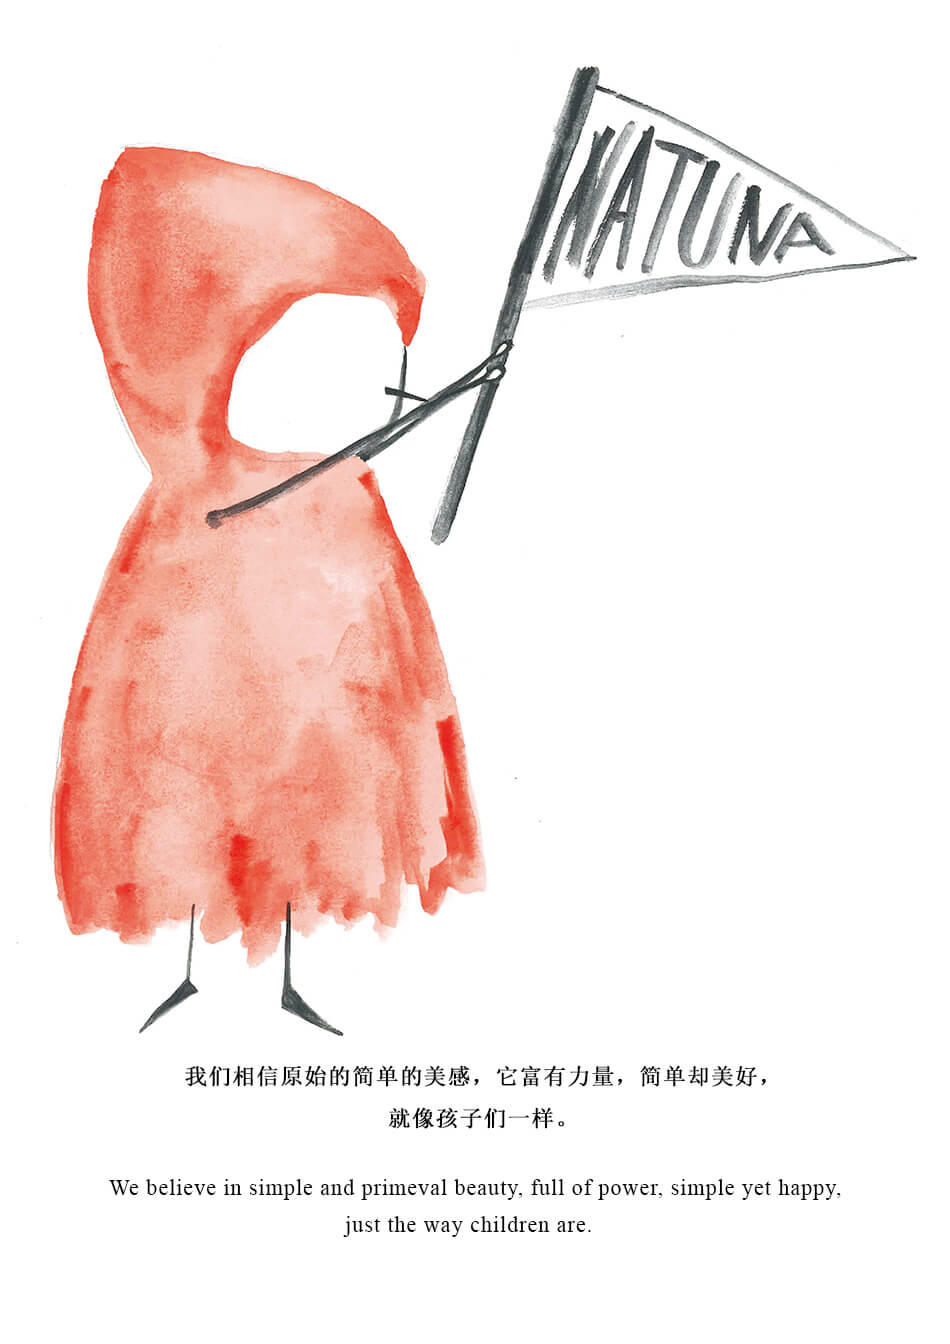 NATUNA
我们相信原始的简单的美感，它富有力量，简单却美好，
就像孩子们一样。
We believe in simple and primeval beauty, full of power, simple yet happy,
just the way children are.